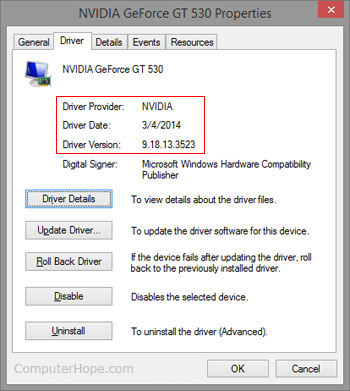 NVIDIA GeForce GT 530 Properties
General Driver Details Events Resources
NVIDIA GeForce GT 530
Driver Provider: NVIDIA
Driver Date: 3/4/2014
Driver Version: 9.18.13.3523
Digital Signer: Microsoft Windows Hardware Compatibility
Publisher
Driver Details To view details about the driver files.
Update Driver... To update the driver software for this device.
Roll Back Driver If the device fails after updating the driver, roll
back to the previously installed driver.
Disable Disables the selected device.
Uninstall To uninstall the driver (Advanced).
ComputerHope.com OK Cancel